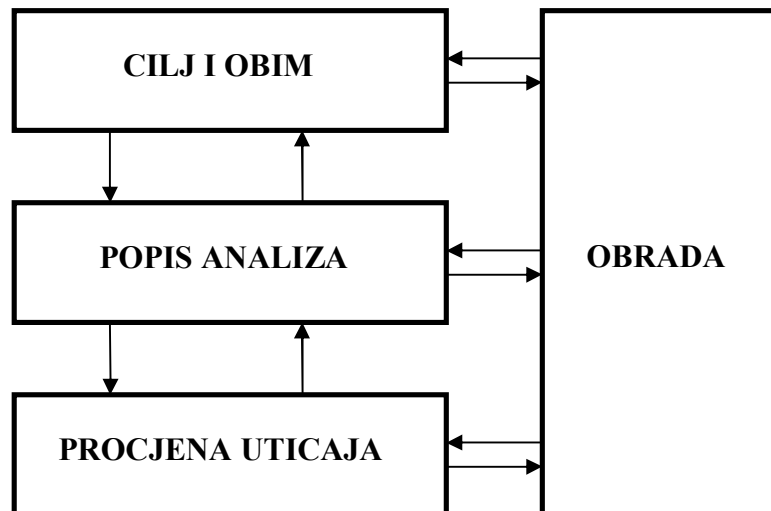 CILJ I OBIM
POPIS ANALIZA
OBRADA
PROCJENA UTICAJA